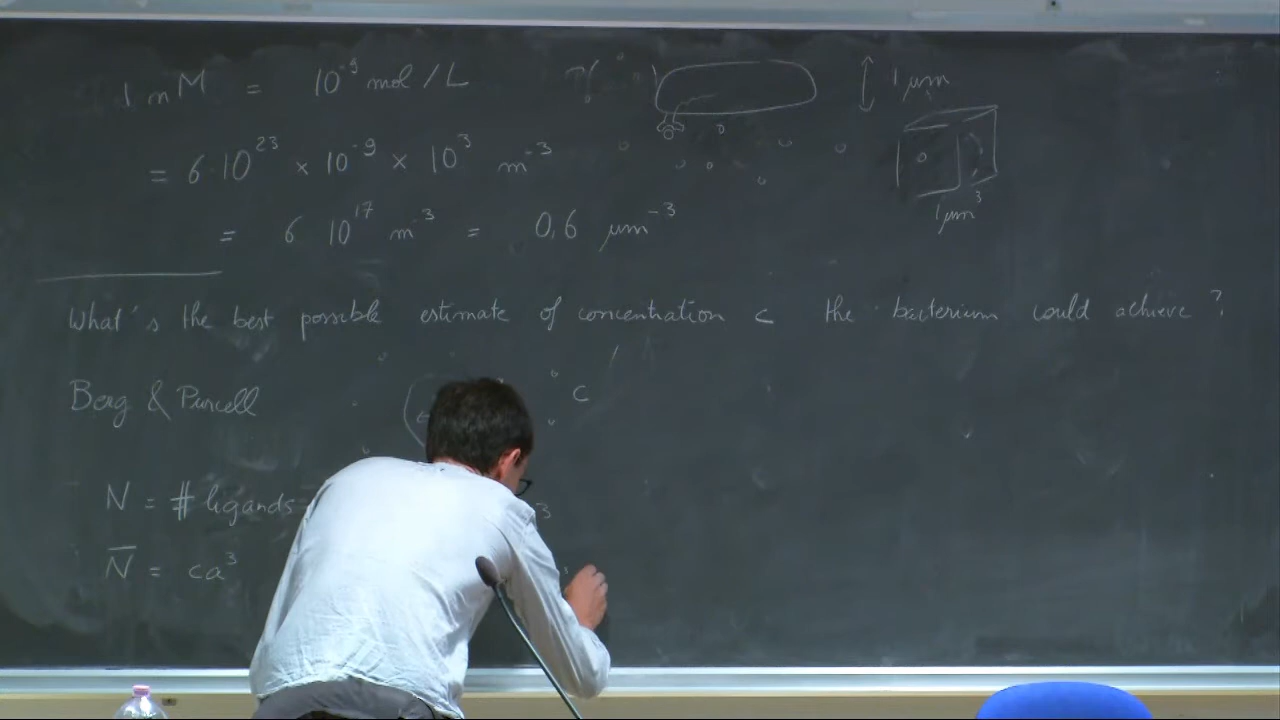 1 nM = 10⁻⁹ mol/L
1 μm
= 6 10²³ × 10⁻⁹ × 10³ m⁻³
1 μm³
= 6 10¹⁷ m⁻³ = 0,6 μm⁻³
What's the best possible estimate of concentration c the bacterium could achieve ?
Berg & Purcell
c
N = # ligands
3
N̅ = ca³